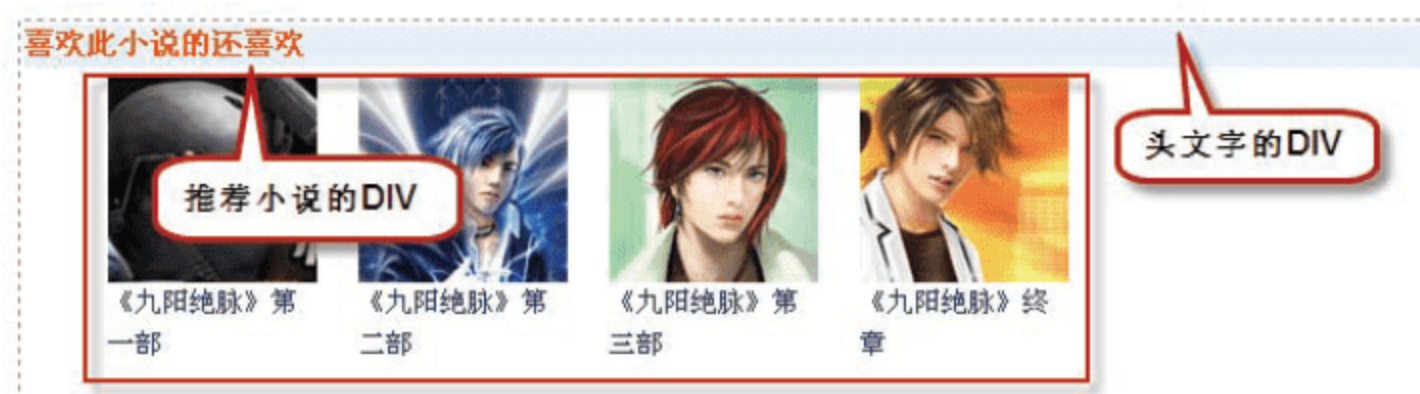 喜欢此小说的还喜欢
头文字的DIV
推荐小说的DIV
《九阳绝脉》第
一部
《九阳绝脉》第
二部
《九阳绝脉》第
三部
《九阳绝脉》终
章